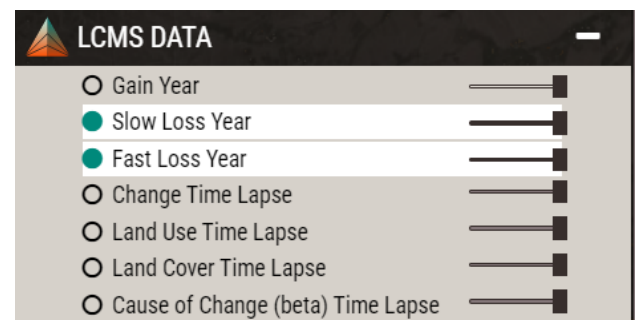 LCMS DATA
Gain Year
Slow Loss Year
Fast Loss Year
Change Time Lapse
Land Use Time Lapse
Land Cover Time Lapse
Cause of Change (beta) Time Lapse